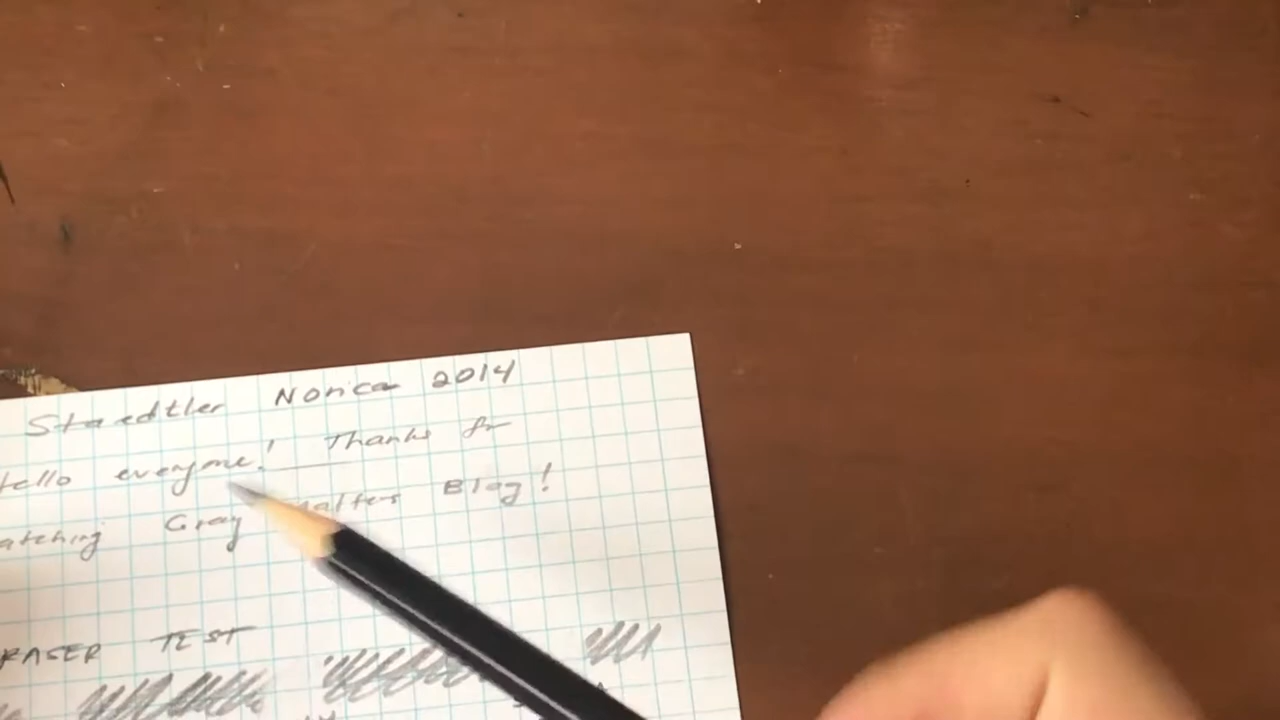 Staedtler Norica 2014
Hello everyone! Thanks for
watching Gray Matters Blog!
ERASER TEST